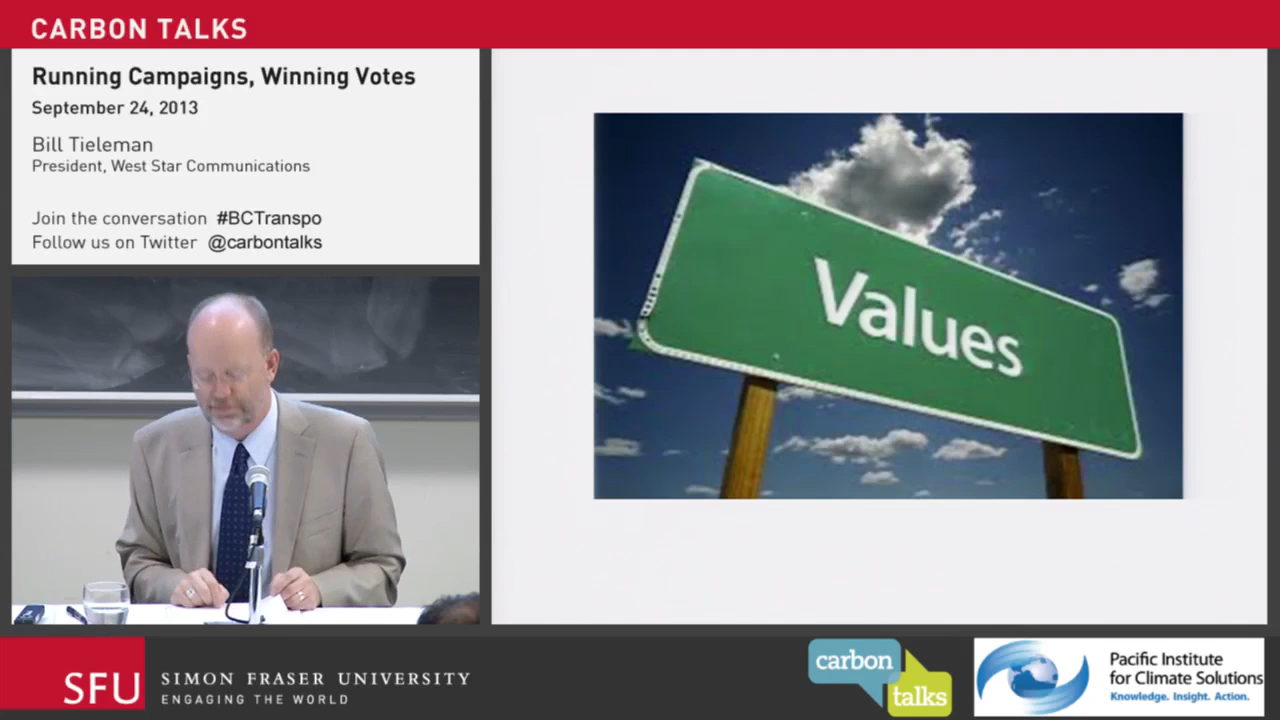 CARBON TALKS
Running Campaigns, Winning Votes
September 24, 2013
Bill Tieleman
President, West Star Communications
Join the conversation #BCTranspo
Follow us on Twitter @carbontalks
Values
SFU SIMON FRASER UNIVERSITY
ENGAGING THE WORLD
carbon
talks
Pacific Institute
for Climate Solutions
Knowledge. Insight. Action.